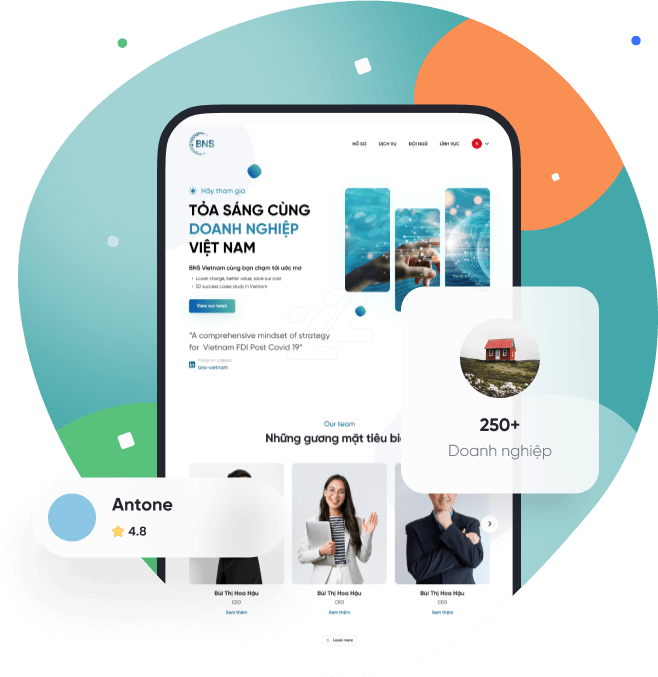 BNS
HỒ SƠ DỊCH VỤ ĐỘI NGŨ LĨNH VỰC
Hãy tham gia
TỎA SÁNG CÙNG
DOANH NGHIỆP
VIỆT NAM
BNS Vietnam cùng bạn chạm tới ước mơ
Lower charge, better value, save our cost
50 success cases study in Vietnam
View our team
"A comprehensive mindset of strategy
for Vietnam FDI Post Covid 19"
Follow on Linkedin
bns-vietnam
250+
Doanh nghiệp
Our team
Những gương mặt tiêu
Antone
4.8
Bùi Thị Hoa Hậu
CEO
Xem thêm
Bùi Thị Hoa Hậu
CEO
Xem thêm
Bùi Thị Hoa Hậu
CEO
Xem thêm
Load more